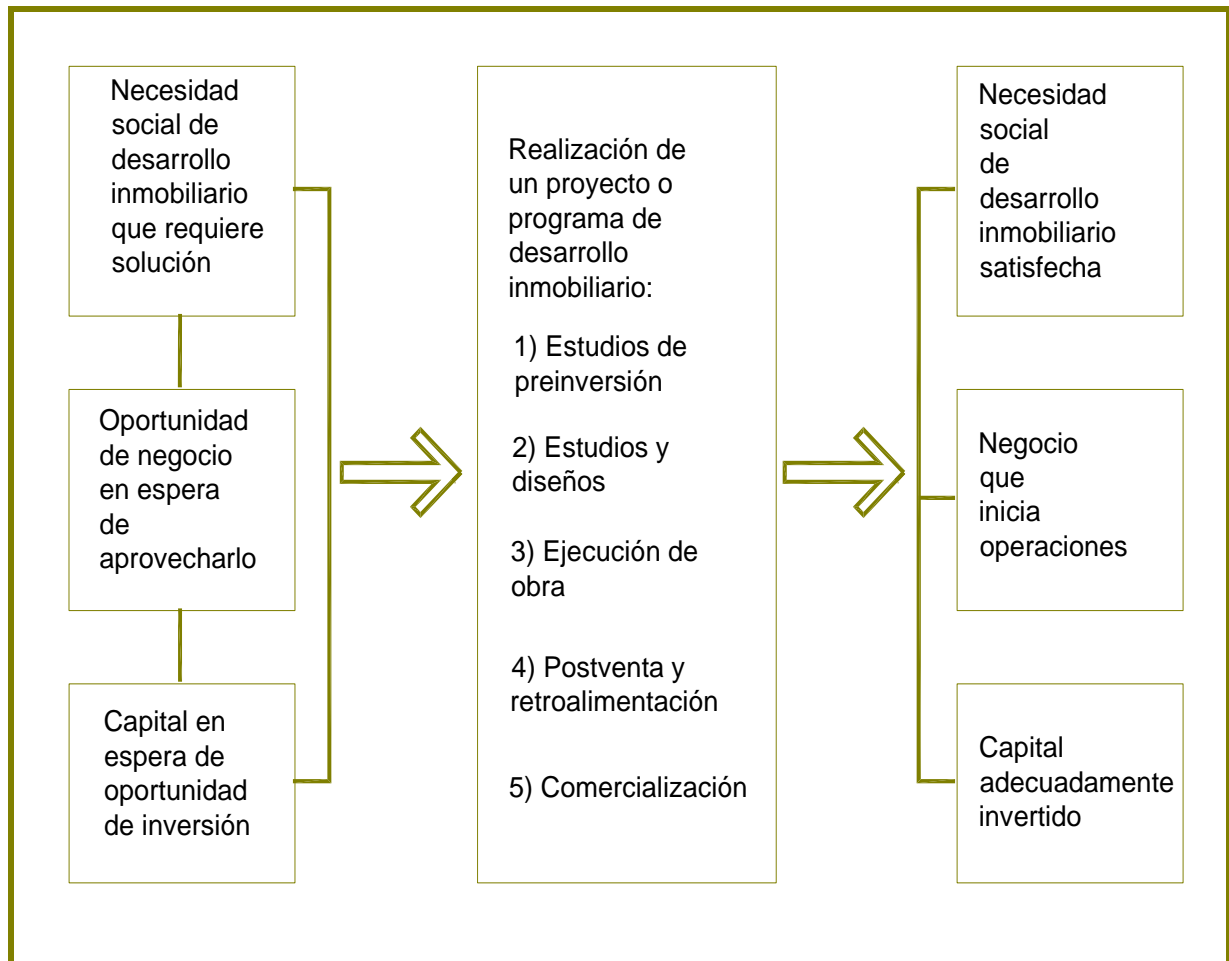 Necesidad
social de
desarrollo
inmobiliario
que requiere
solución
Oportunidad
de negocio
en espera
de
aprovecharlo
Capital en
espera de
oportunidad
de inversión
Realización de
un proyecto o
programa de
desarrollo
inmobiliario:
1) Estudios de
preinversión
2) Estudios y
diseños
3) Ejecución de
obra
4) Postventa y
retroalimentación
5) Comercialización
Necesidad
social
de
desarrollo
inmobiliario
satisfecha
Negocio
que
inicia
operaciones
Capital
adecuadamente
invertido